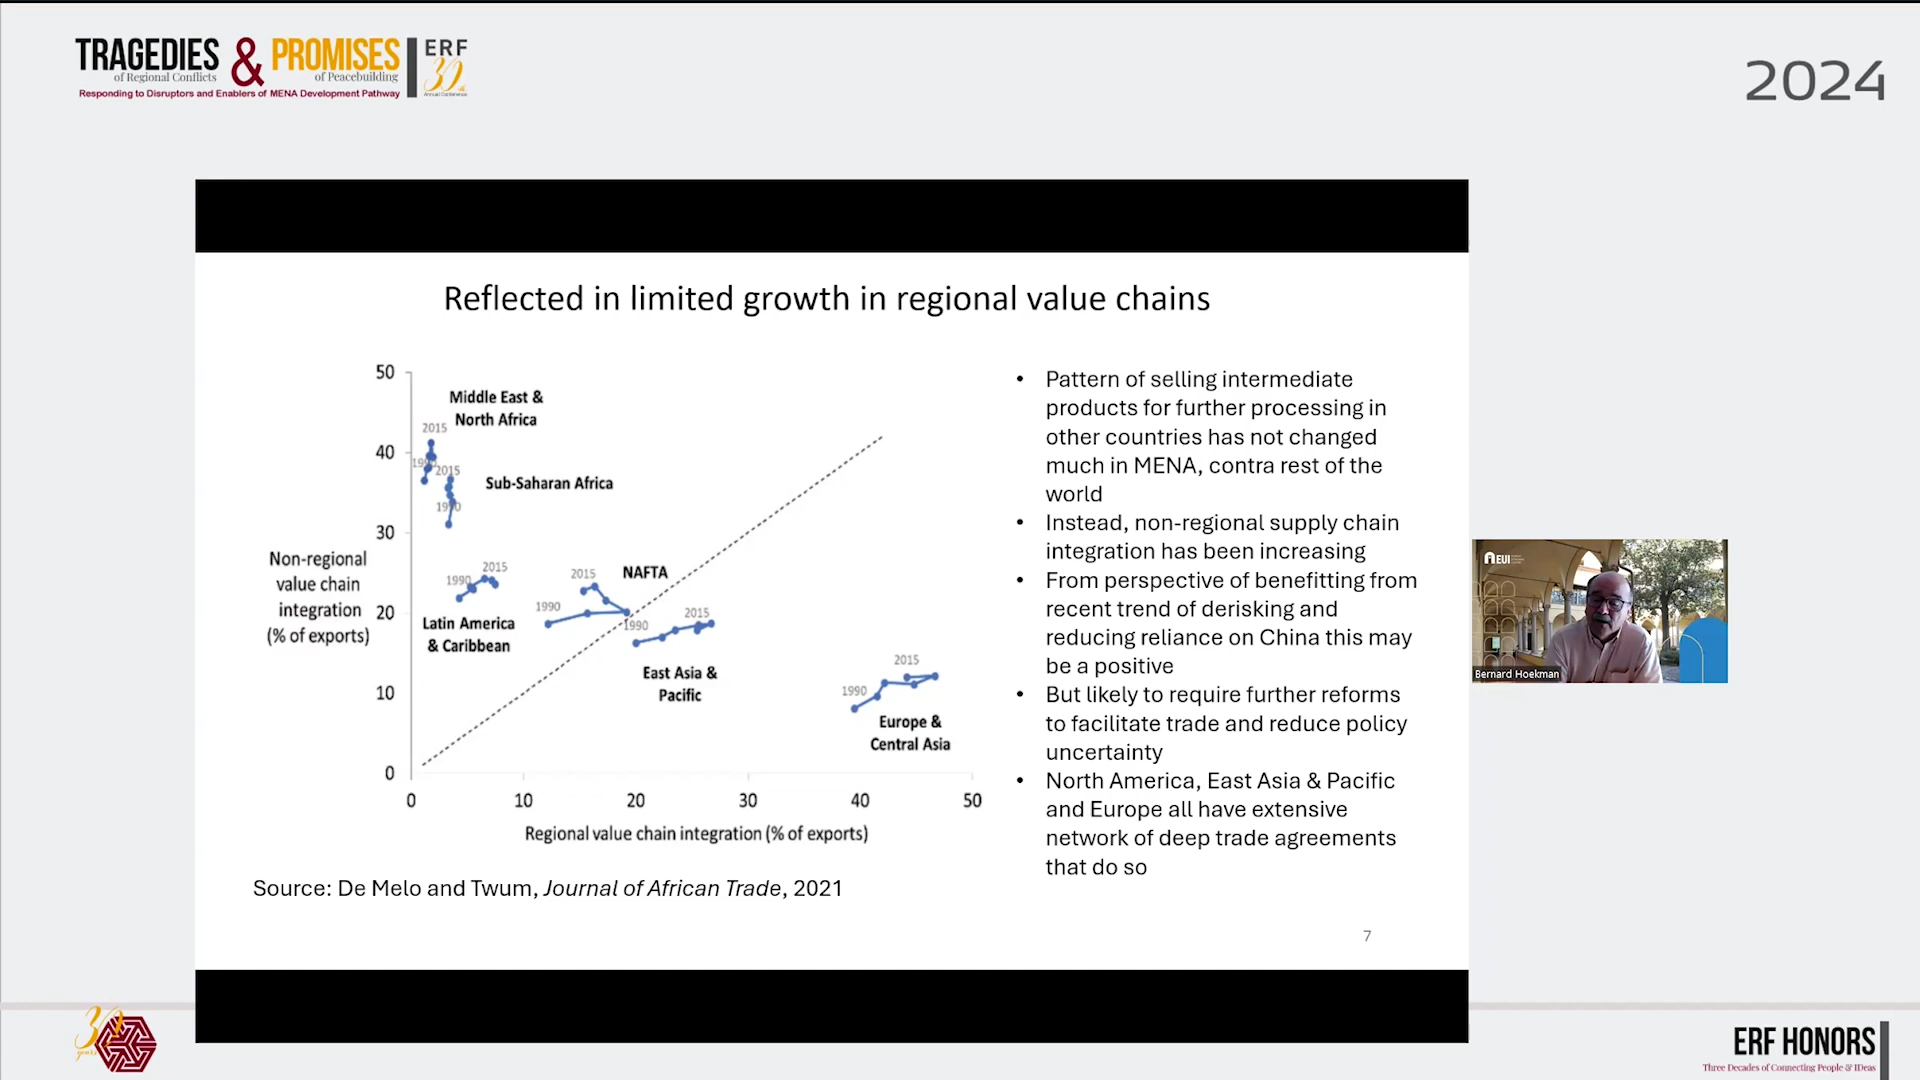 TRAGEDIES & PROMISES
of Regional Conflicts
of Peacebuilding
Responding to Disruptors and Enablers of MENA Development Pathway
ERF
30th
Annual Conference
2024
Reflected in limited growth in regional value chains
50
40
30
20
10
0
Non-regional
value chain
integration
(% of exports)
Middle East &
North Africa
2015
1990
2015
Sub-Saharan Africa
1990
1990
2015
Latin America
& Caribbean
2015
NAFTA
1990
1990
2015
East Asia &
Pacific
2015
1990
Europe &
Central Asia
0 10 20 30 40 50
Regional value chain integration (% of exports)
Source: De Melo and Twum, Journal of African Trade, 2021
• Pattern of selling intermediate
products for further processing in
other countries has not changed
much in MENA, contra rest of the
world
• Instead, non-regional supply chain
integration has been increasing
• From perspective of benefitting from
recent trend of derisking and
reducing reliance on China this may
be a positive
• But likely to require further reforms
to facilitate trade and reduce policy
uncertainty
• North America, East Asia & Pacific
and Europe all have extensive
network of deep trade agreements
that do so
7
EUI
Bernard Hoekman
30
years
ERF HONORS
Three Decades of Connecting People & IDeas